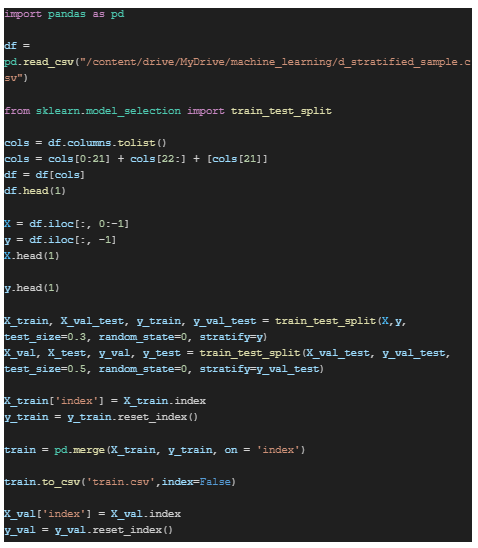 import pandas as pd
df =
pd.read_csv("/content/drive/MyDrive/machine_learning/d_stratified_sample.c
sv")
from sklearn.model_selection import train_test_split
cols = df.columns.tolist()
cols = cols[0:21] + cols[22:] + [cols[21]]
df = df[cols]
df.head(1)
X = df.iloc[:, 0:-1]
y = df.iloc[:, -1]
X.head(1)
y.head(1)
X_train, X_val_test, y_train, y_val_test = train_test_split(X,y,
test_size=0.3, random_state=0, stratify=y)
X_val, X_test, y_val, y_test = train_test_split(X_val_test, y_val_test,
test_size=0.5, random_state=0, stratify=y_val_test)
X_train['index'] = X_train.index
y_train = y_train.reset_index()
train = pd.merge(X_train, y_train, on = 'index')
train.to_csv('train.csv',index=False)
X_val['index'] = X_val.index
y_val = y_val.reset_index()